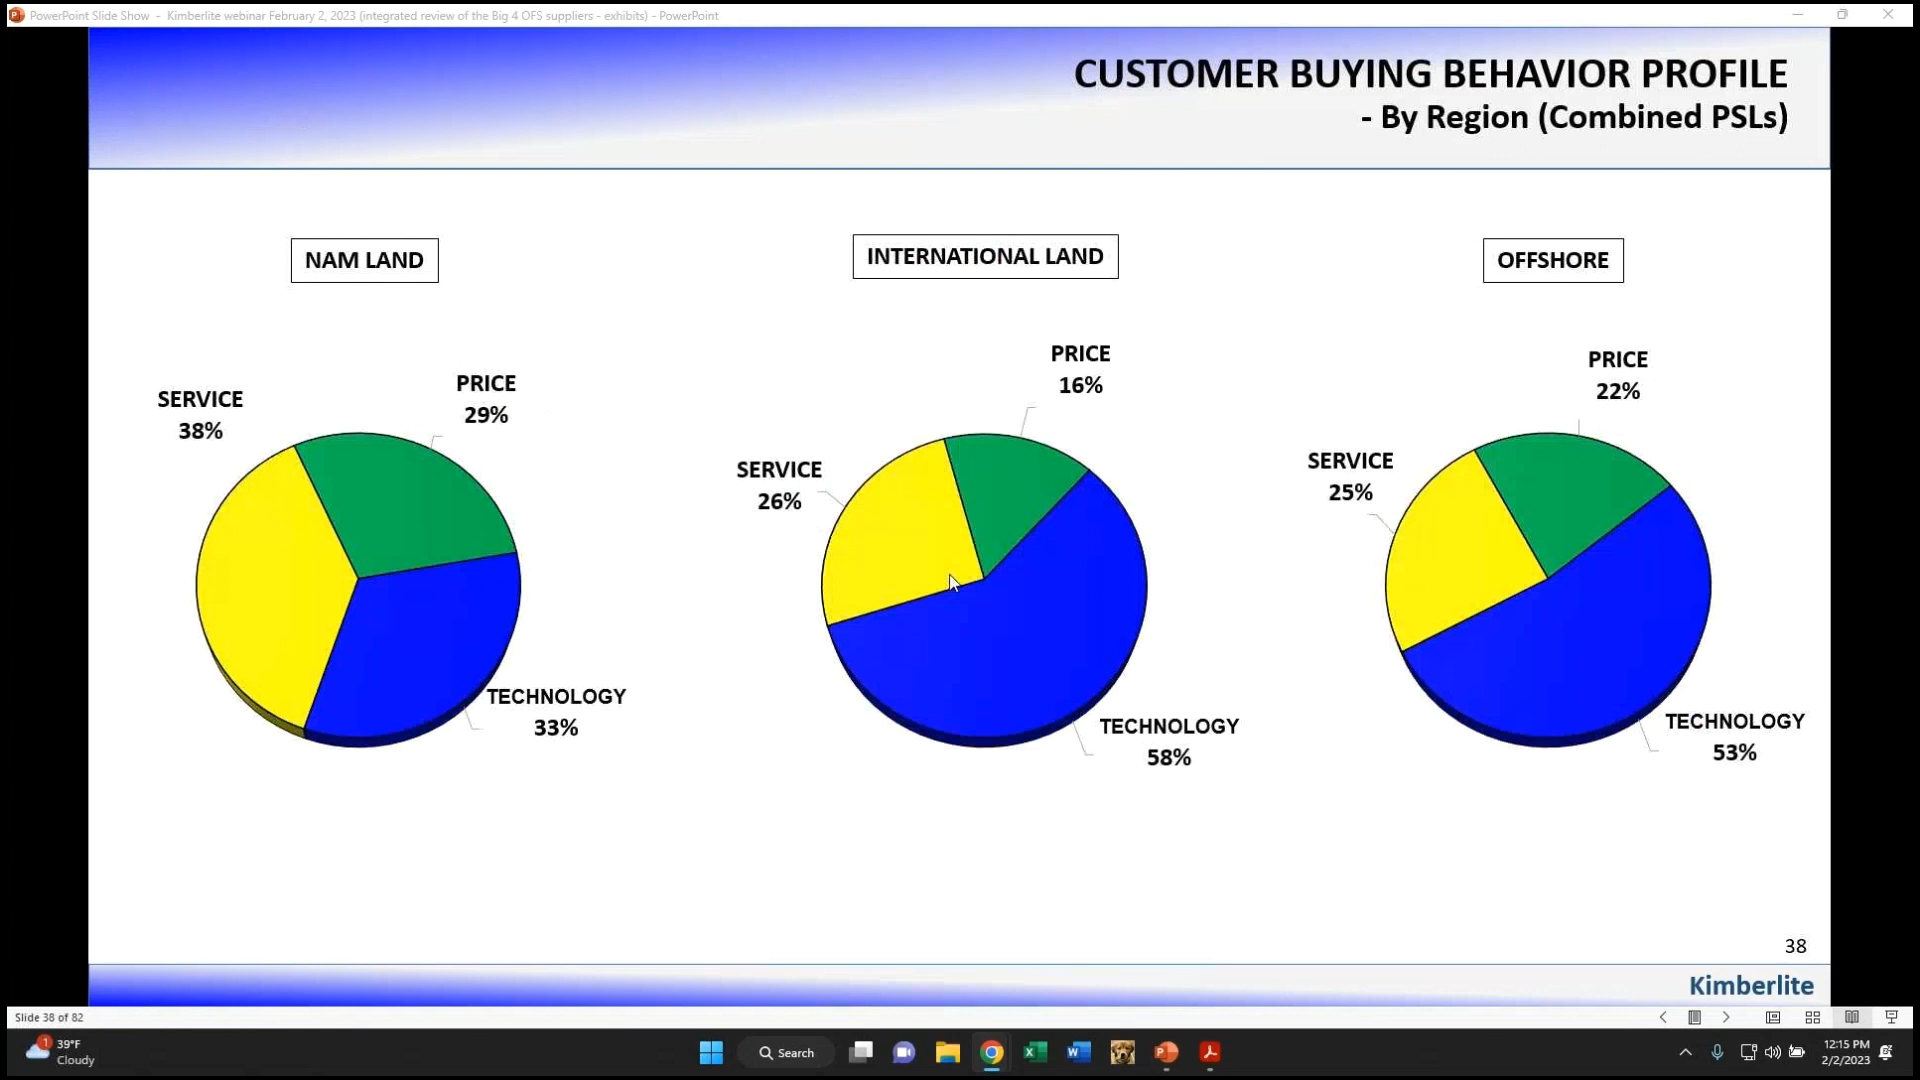 PowerPoint Slide Show - Kimberlite webinar February 2, 2023 (integrated review of the Big 4 OFS suppliers - exhibits) - PowerPoint
CUSTOMER BUYING BEHAVIOR PROFILE
- By Region (Combined PSLs)
NAM LAND
INTERNATIONAL LAND
OFFSHORE
SERVICE
38%
PRICE
29%
TECHNOLOGY
33%
PRICE
16%
SERVICE
26%
TECHNOLOGY
58%
PRICE
22%
SERVICE
25%
TECHNOLOGY
53%
38
Kimberlite
Slide 38 of 82
1
39°F
Cloudy
Search
12:15 PM
2/2/2023